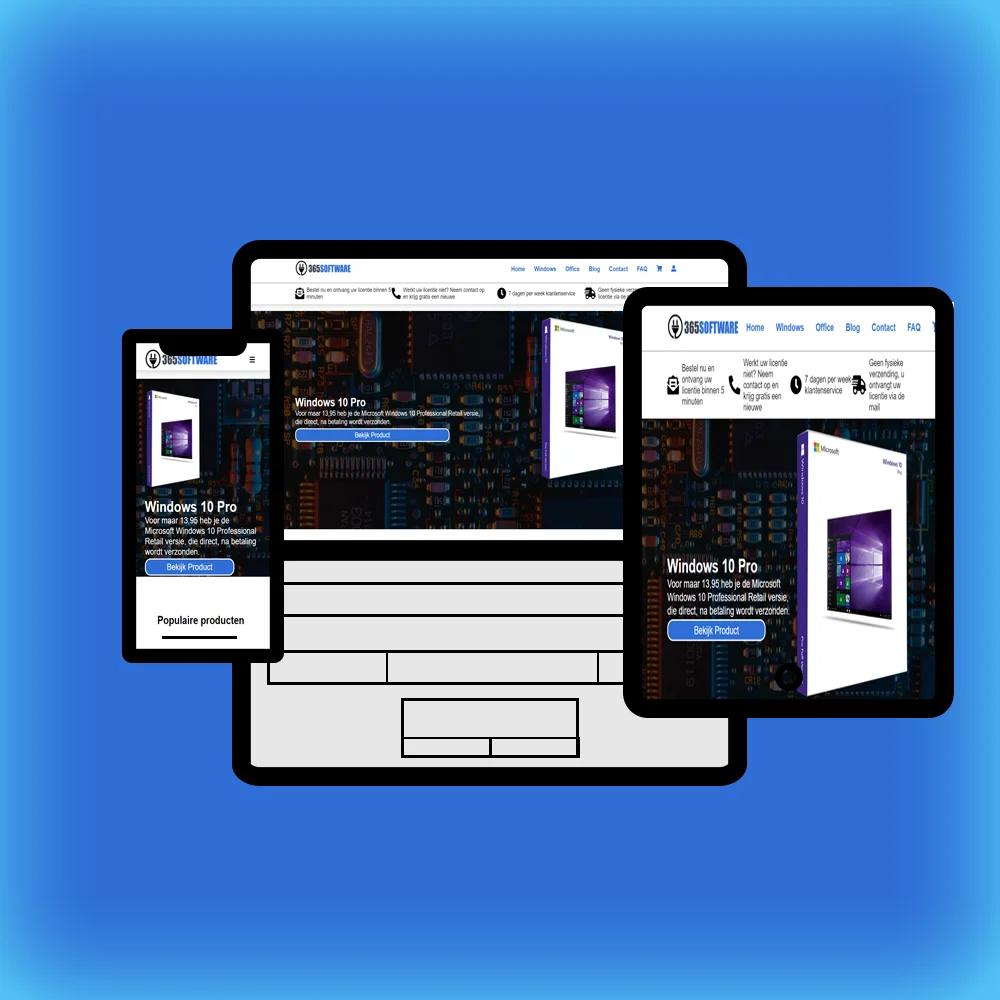 365SOFTWARE
Home Windows Office Blog Contact FAQ
Bestel nu en ontvang uw licentie binnen 5
minuten
Werkt uw licentie niet? Neem contact op
en krijg gratis een nieuwe
7 dagen per week klantenservice
Geen fysieke
licentie via de
Windows 10 Pro
Voor maar 13,95 heb je de Microsoft Windows 10 Professional Retail versie,
die direct, na betaling wordt verzonden.
Bekijk Product
Microsoft
365SOFTWARE
Windows 10 Pro
Voor maar 13,95 heb je de
Microsoft Windows 10 Professional
Retail versie, die direct, na betaling
wordt verzonden.
Bekijk Product
Populaire producten
365SOFTWARE
Home Windows Office Blog Contact FAQ
Bestel nu en
ontvang uw
licentie binnen 5
minuten
Werkt uw licentie
niet? Neem
contact op en
krijg gratis een
nieuwe
7 dagen per week
klantenservice
Geen fysieke
verzending, u
ontvangt uw
licentie via de
mail
Microsoft
Windows 10
Pro
Windows 10
Windows 10 Pro
Voor maar 13,95 heb je de Microsoft
Windows 10 Professional Retail versie,
die direct, na betaling wordt verzonden.
Bekijk Product